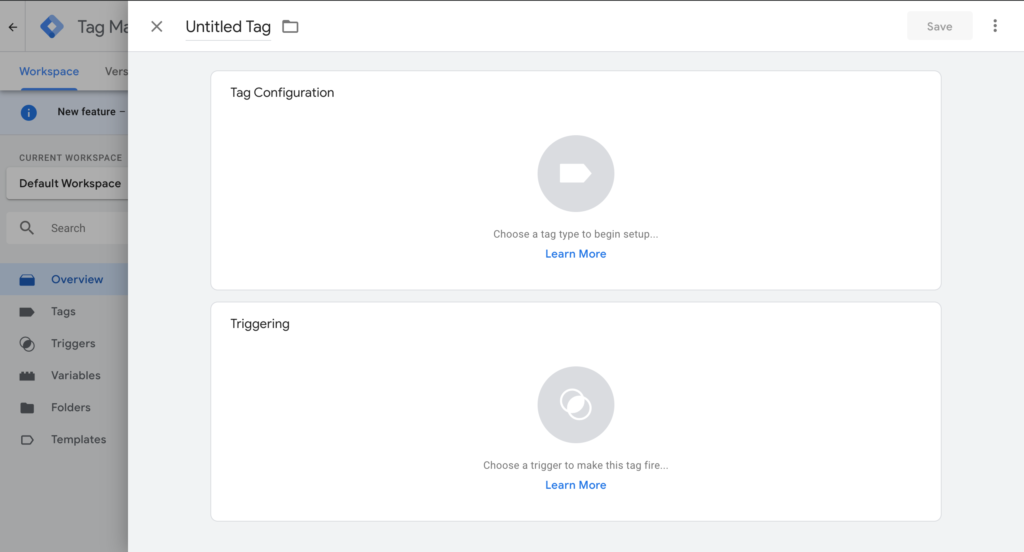 Tag Ma
Untitled Tag
Save
Workspace
Vers
New feature –
CURRENT WORKSPACE
Default Workspace
Search
Overview
Tags
Triggers
Variables
Folders
Templates
Tag Configuration
Choose a tag type to begin setup...
Learn More
Triggering
Choose a trigger to make this tag fire...
Learn More